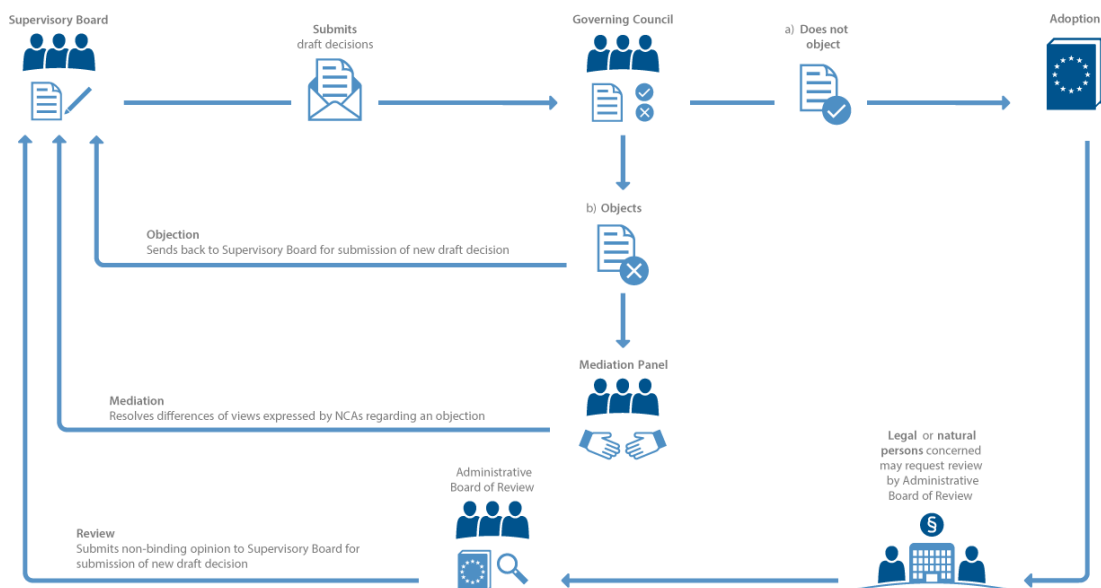 Supervisory Board
Submits
draft decisions
Governing Council
a) Does not
object
Adoption
b) Objects
Objection
Sends back to Supervisory Board for submission of new draft decision
Mediation Panel
Mediation
Resolves differences of views expressed by NCAs regarding an objection
Legal or natural
persons concerned
may request review
by Administrative
Board of Review
§
Administrative
Board of Review
Review
Submits non-binding opinion to Supervisory Board for
submission of new draft decision